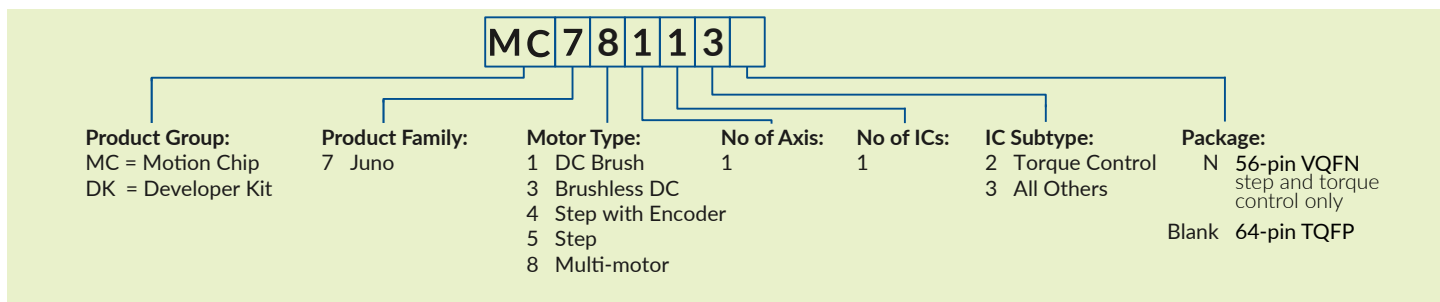 MC78113
Product Group:
MC = Motion Chip
DK = Developer Kit
Product Family:
7 Juno
Motor Type:
1 DC Brush
3 Brushless DC
4 Step with Encoder
5 Step
8 Multi-motor
No of Axis:
1
No of ICs:
1
IC Subtype:
2 Torque Control
3 All Others
Package:
N 56-pin VQFN
step and torque
control only
Blank 64-pin TQFP